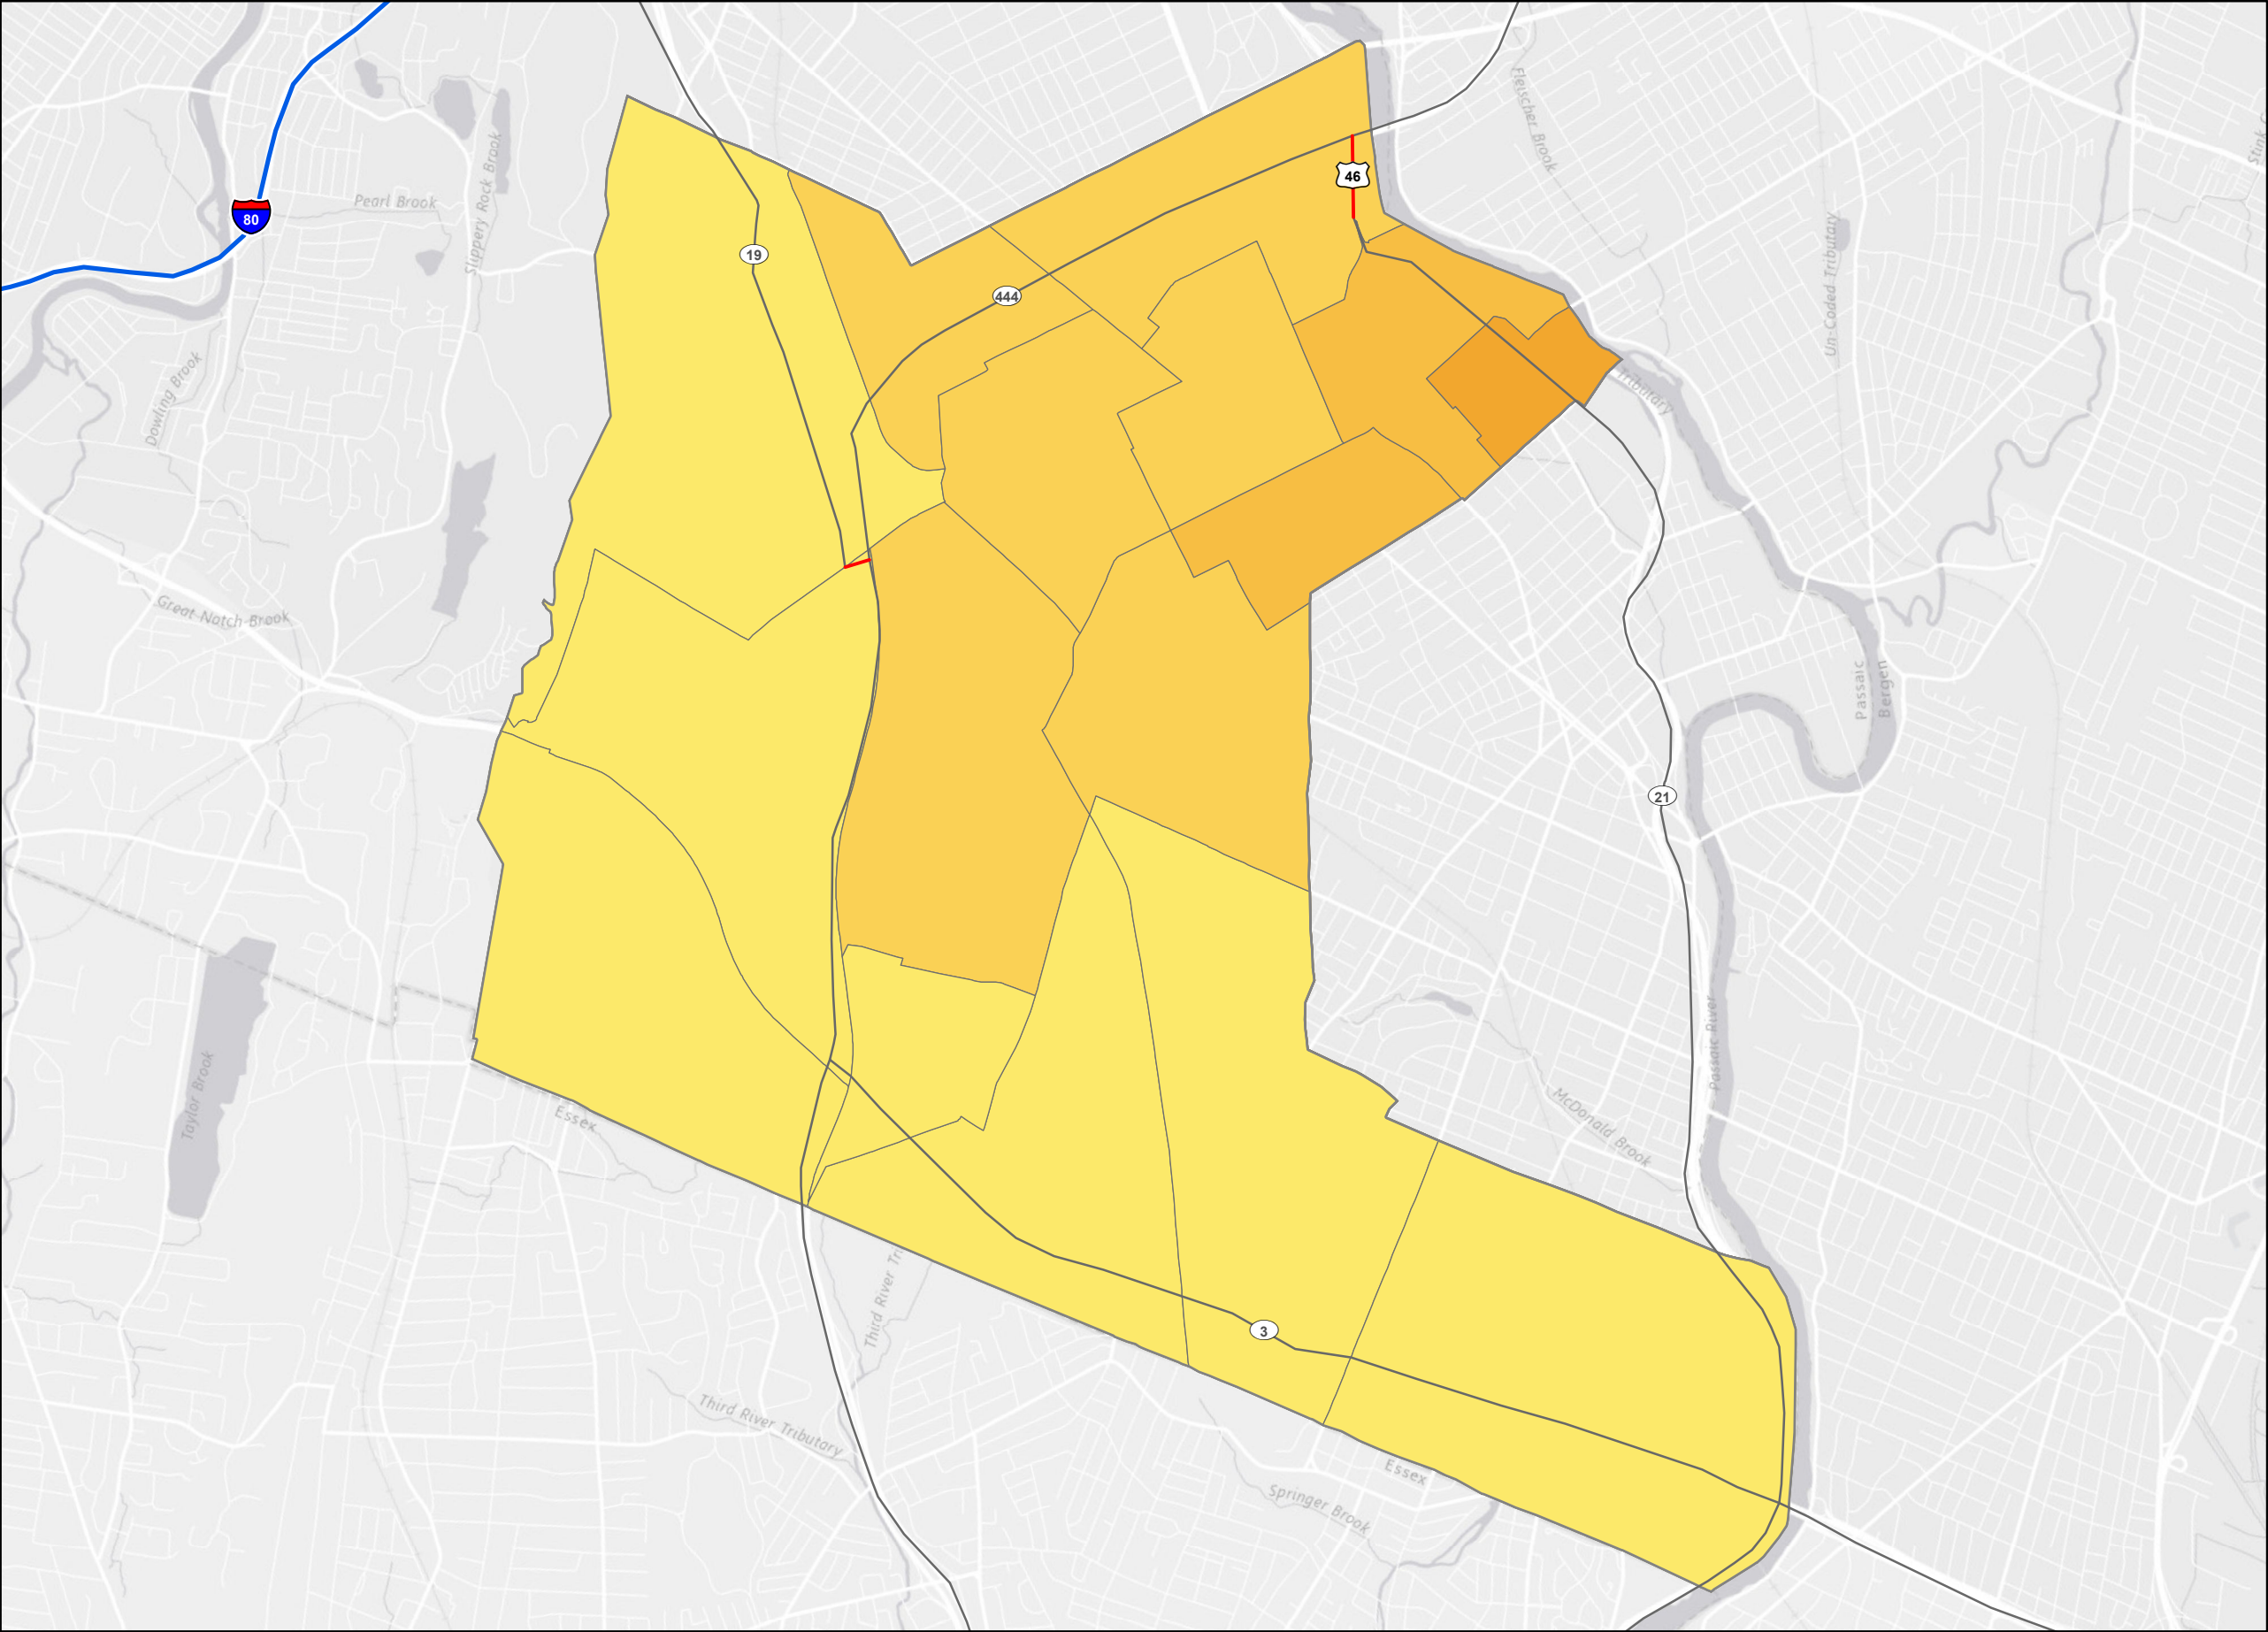 Fleischer Brook
Slippery Rock Brook
46
Pearl Brook
80
Un-Coded Tributary
19
444
Dowling Brook
Tributary
Great Notch Brook
Passaic
Bergen
21
Passaic River
Taylor Brook
McDonald Brook
Essex
Third River
3
Third River Tributary
Essex
Springer Brook